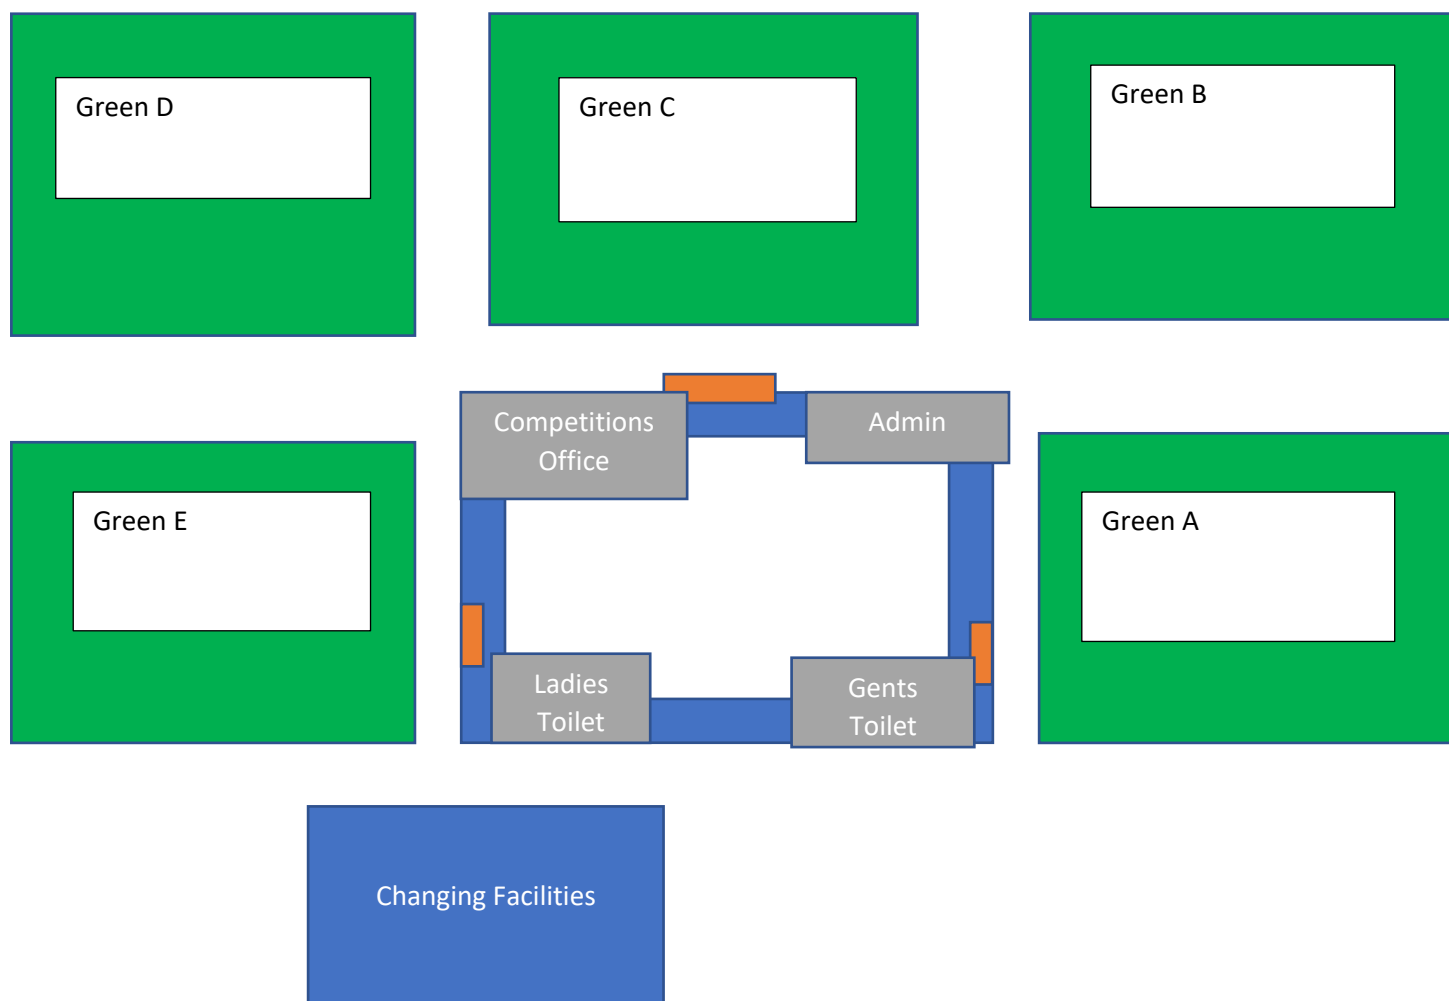 Green D
Green C
Green B
Competitions
Office
Admin
Green E
Green A
Ladies
Toilet
Gents
Toilet
Changing Facilities